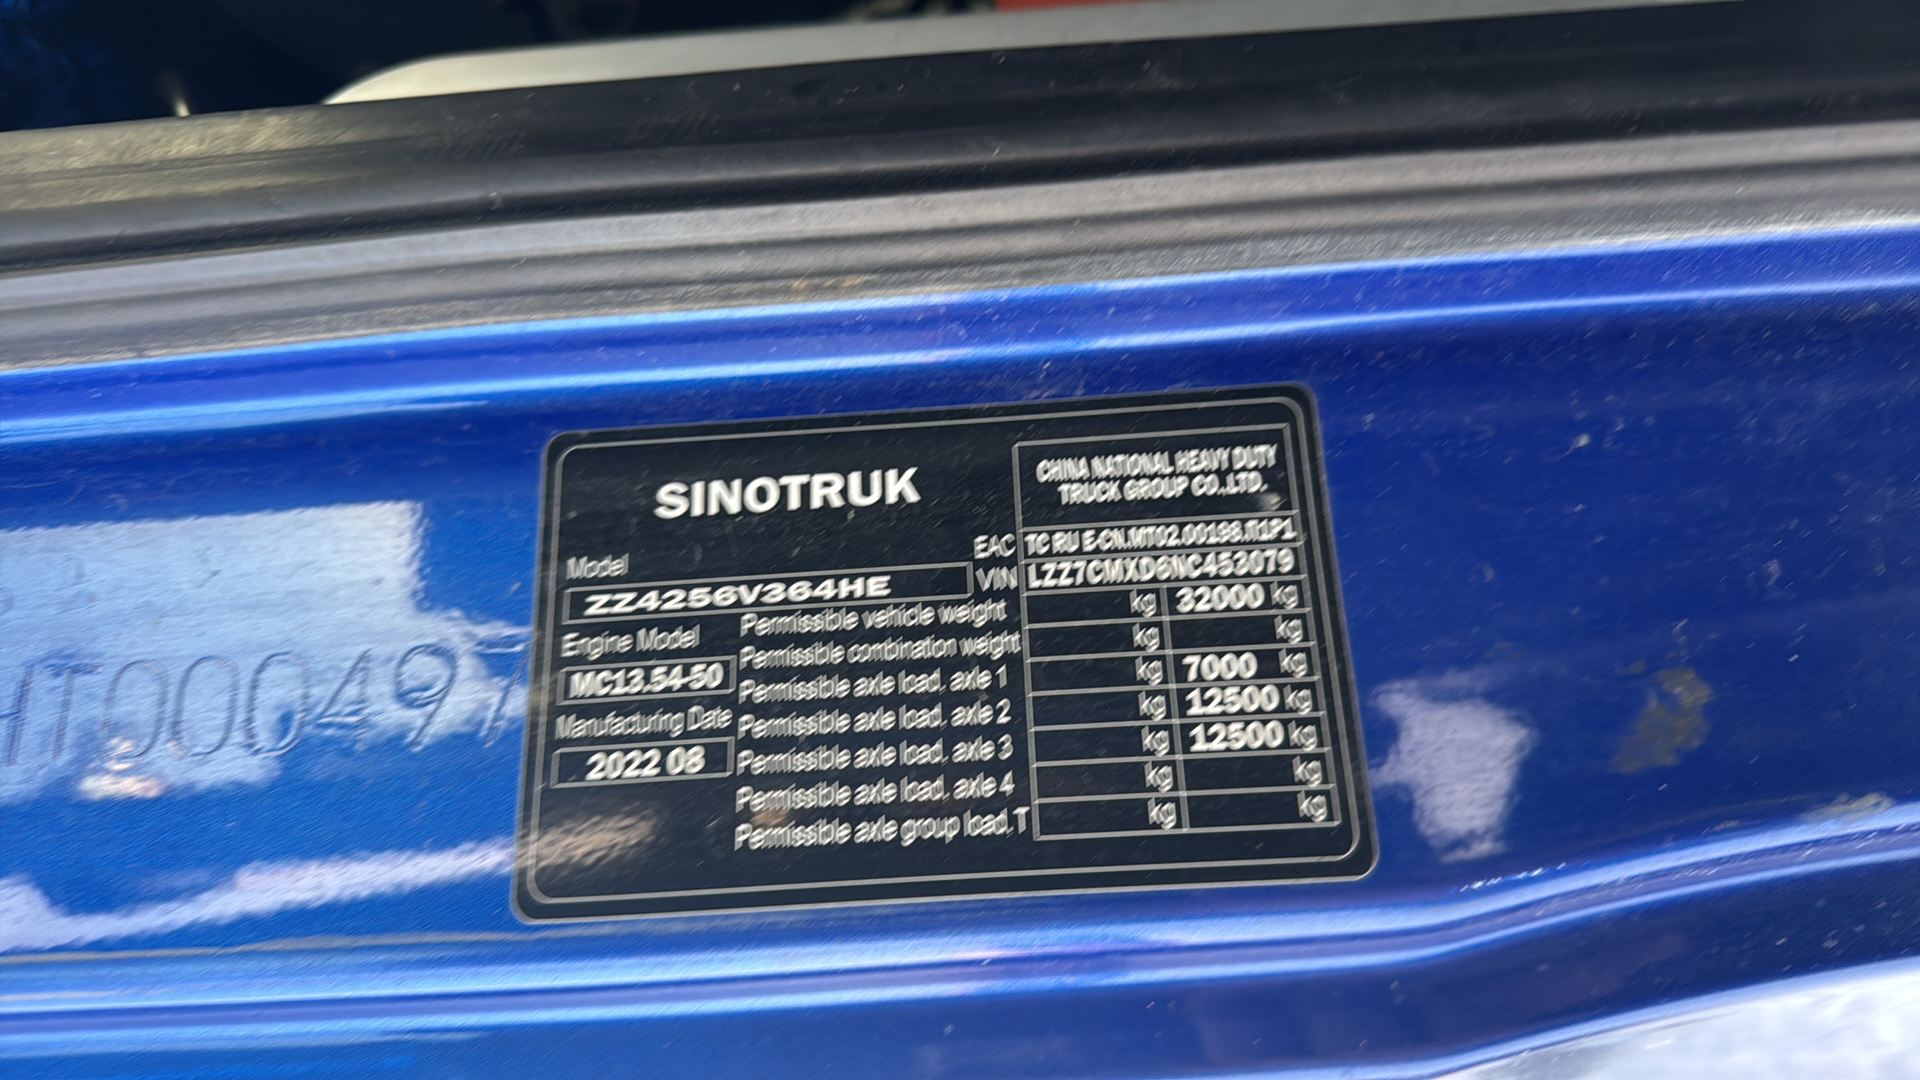 SINOTRUK
CHINA NATIONAL HEAVY DUTY
TRUCK GROUP CO.,LTD.
EAC TC RU E-CN.MT02.00198.П1Р1
VIN LZZ7CMXD6NC453079
Model
ZZ4256V364HE
Engine Model
MC13.54-50
Manufacturing Date
2022 08
Permissible vehicle weight kg 32000 kg
Permissible combination weight kg kg
Permissible axle load, axle 1 kg 7000 kg
Permissible axle load, axle 2 kg 12500 kg
Permissible axle load, axle 3 kg 12500 kg
Permissible axle load, axle 4 kg kg
Permissible axle group load,T kg kg
HT000497